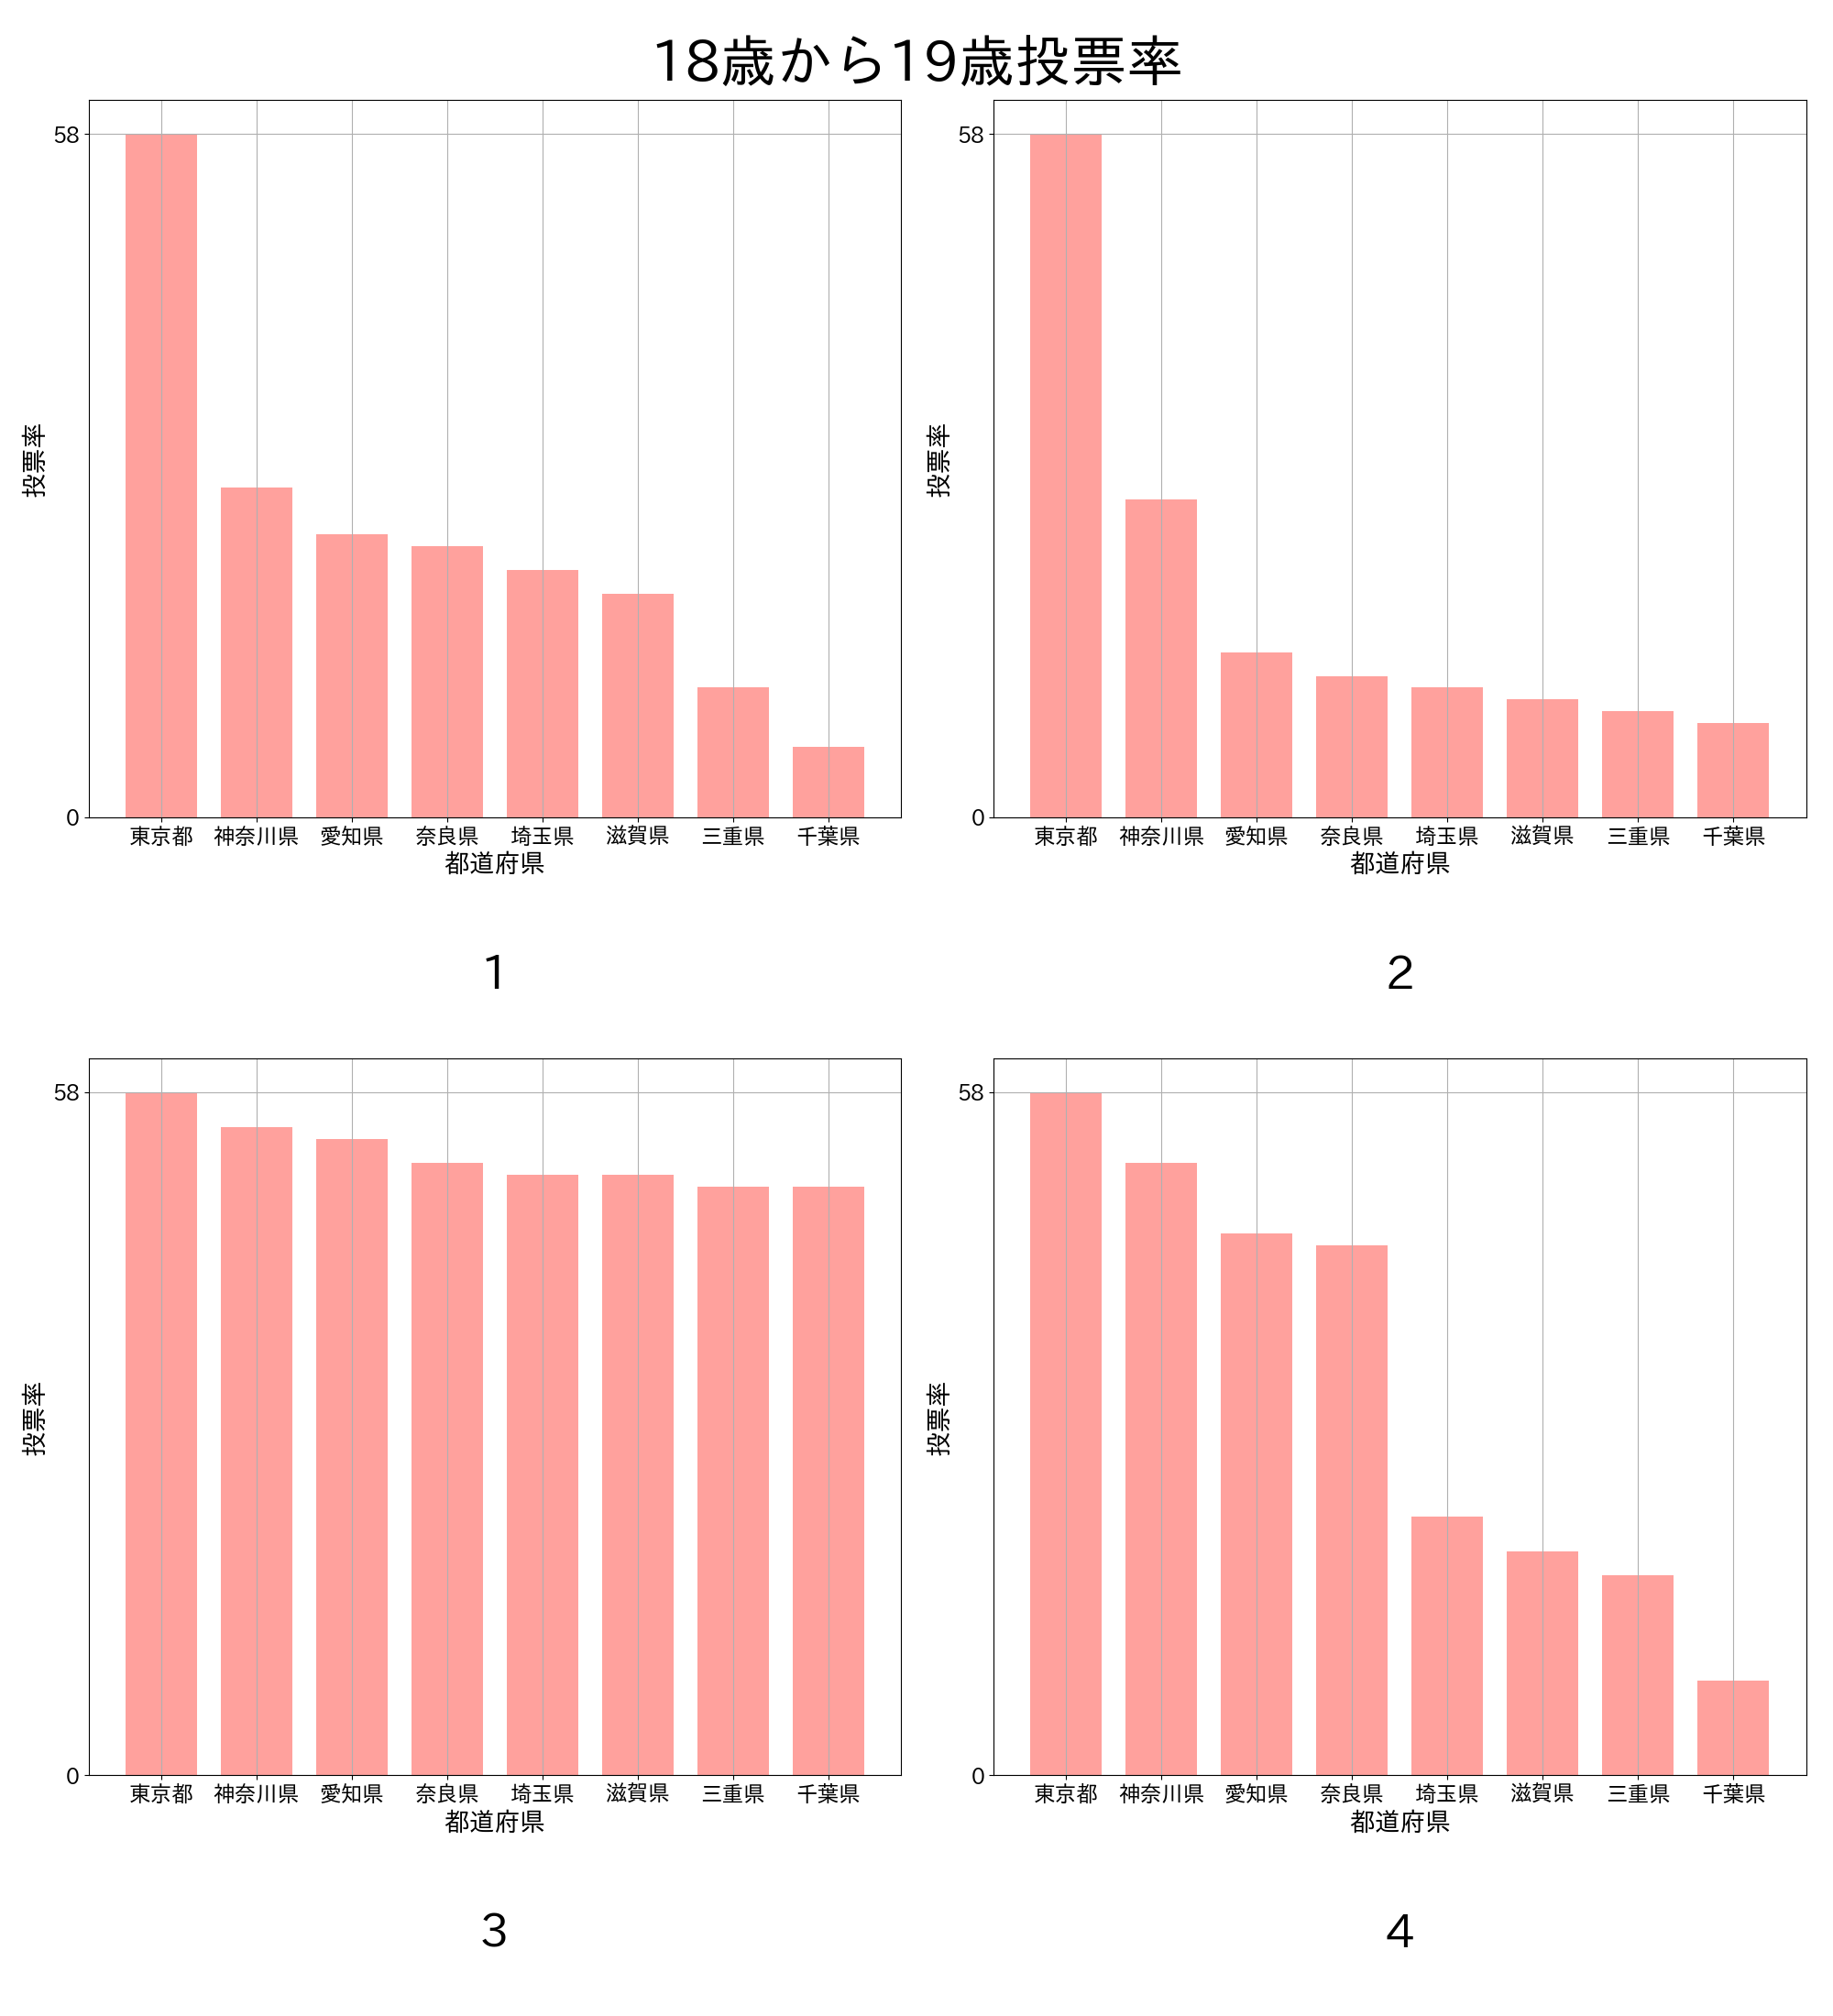 18歳から19歳投票率
58
0
投票率
東京都 神奈川県 愛知県 奈良県 埼玉県 滋賀県 三重県 千葉県
都道府県
1
58
0
投票率
東京都 神奈川県 愛知県 奈良県 埼玉県 滋賀県 三重県 千葉県
都道府県
2
58
0
投票率
東京都 神奈川県 愛知県 奈良県 埼玉県 滋賀県 三重県 千葉県
都道府県
3
58
0
投票率
東京都 神奈川県 愛知県 奈良県 埼玉県 滋賀県 三重県 千葉県
都道府県
4